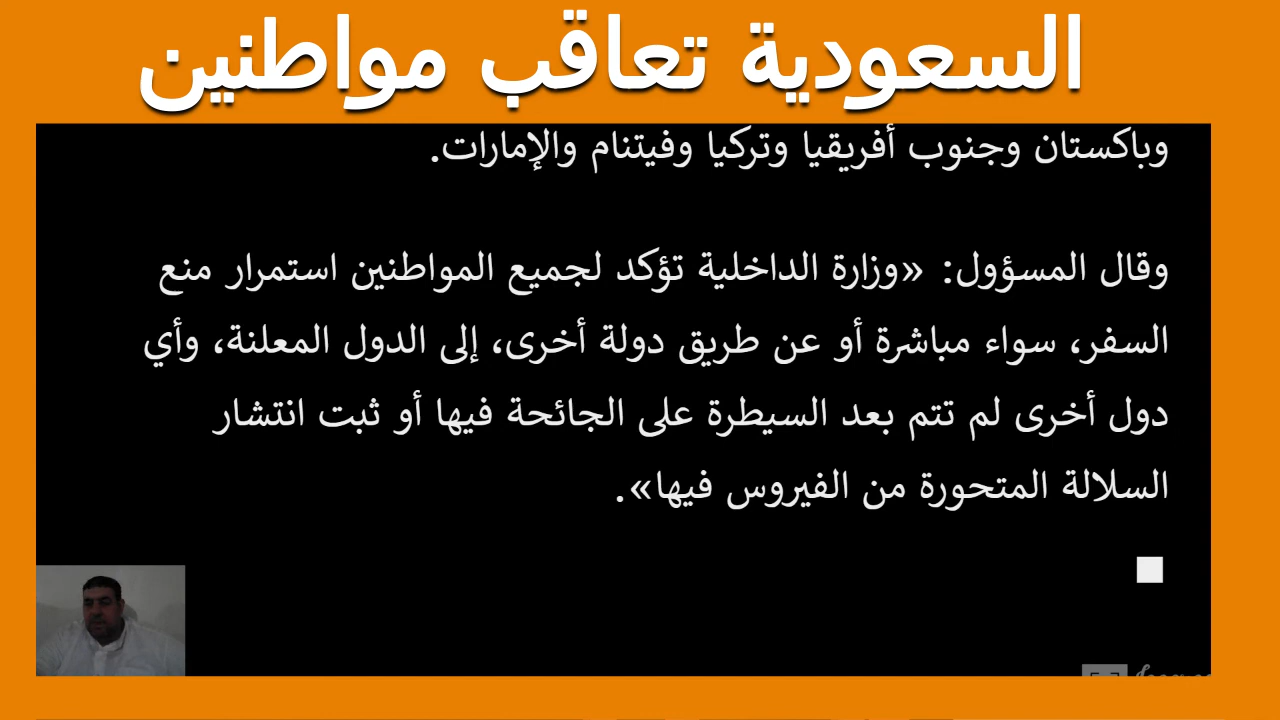 السعودية تعاقب مواطنين
وباكستان وجنوب أفريقيا وتركيا وفيتنام والإمارات.
وقال المسؤول: «وزارة الداخلية تؤكد لجميع المواطنين استمرار منع
السفر، سواء مباشرة أو عن طريق دولة أخرى، إلى الدول المعلنة، وأي
دول أخرى لم تتم بعد السيطرة على الجائحة فيها أو ثبت انتشار
السلالة المتحورة من الفيروس فيها».